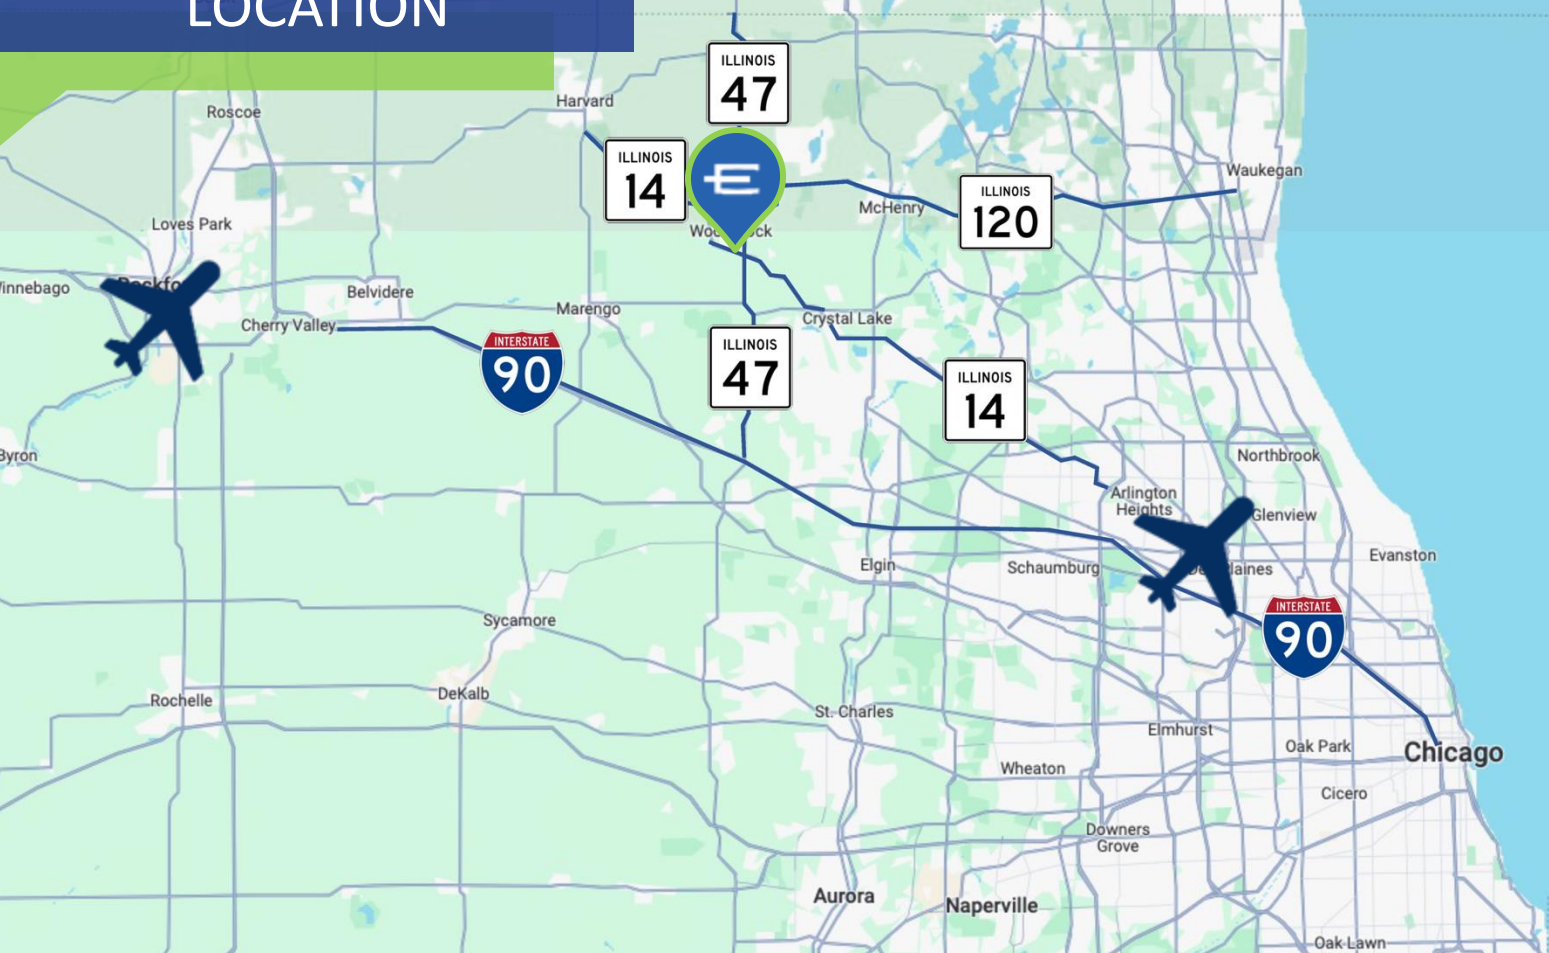 LOCATION
ILLINOIS
47
Roscoe
Harvard
ILLINOIS
14
E
Waukegan
ILLINOIS
120
McHenry
Loves Park
Belvidere
Marengo
Cherry Valley
Crystal Lake
INTERSTATE
90
ILLINOIS
47
ILLINOIS
14
Byron
Northbrook
Arlington
Heights
Glenview
Evanston
Elgin
Schaumburg
INTERSTATE
90
Sycamore
DeKalb
Rochelle
St. Charles
Elmhurst
Oak Park
Chicago
Wheaton
Cicero
Downers
Grove
Aurora
Naperville
Oak Lawn